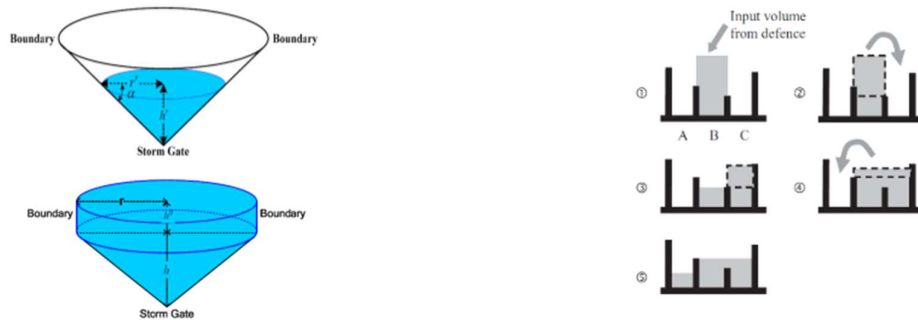 Boundary
Boundary
r'
α
h'
Storm Gate
Boundary
Boundary
r
h
Storm Gate
Input volume
from defence
①
②
A B C
③
④
⑤